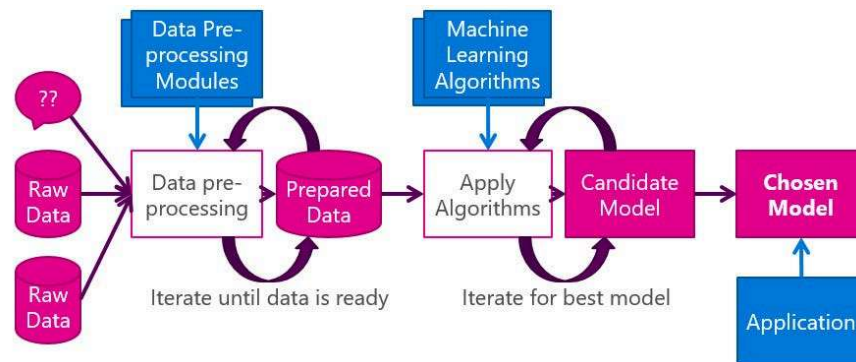 Data Pre-
processing
Modules
Machine
Learning
Algorithms
??
Raw
Data
Data pre-
processing
Prepared
Data
Apply
Algorithms
Candidate
Model
Chosen
Model
Raw
Data
Iterate until data is ready
Iterate for best model
Application